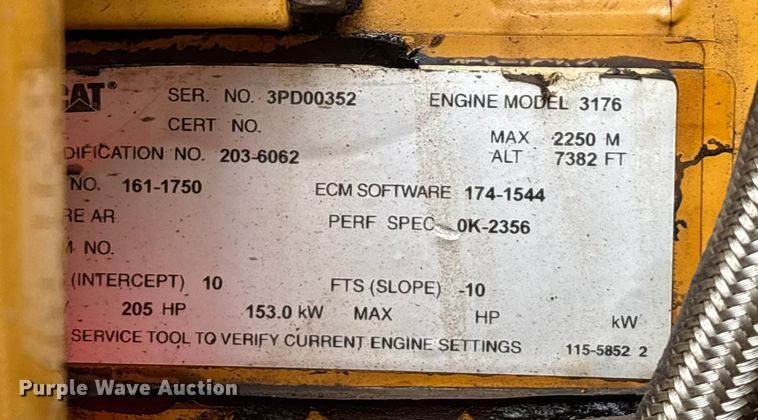 CAT® SER. NO. 3PD00352 ENGINE MODEL 3176
CERT NO. MAX 2250 M
DIFICATION NO. 203-6062 ALT 7382 FT
NO. 161-1750 ECM SOFTWARE 174-1544
RE AR PERF SPEC 0K-2356
NO.
(INTERCEPT) 10 FTS (SLOPE) -10
205 HP 153.0 kW MAX HP kW
SERVICE TOOL TO VERIFY CURRENT ENGINE SETTINGS 115-5852 2
Purple Wave Auction